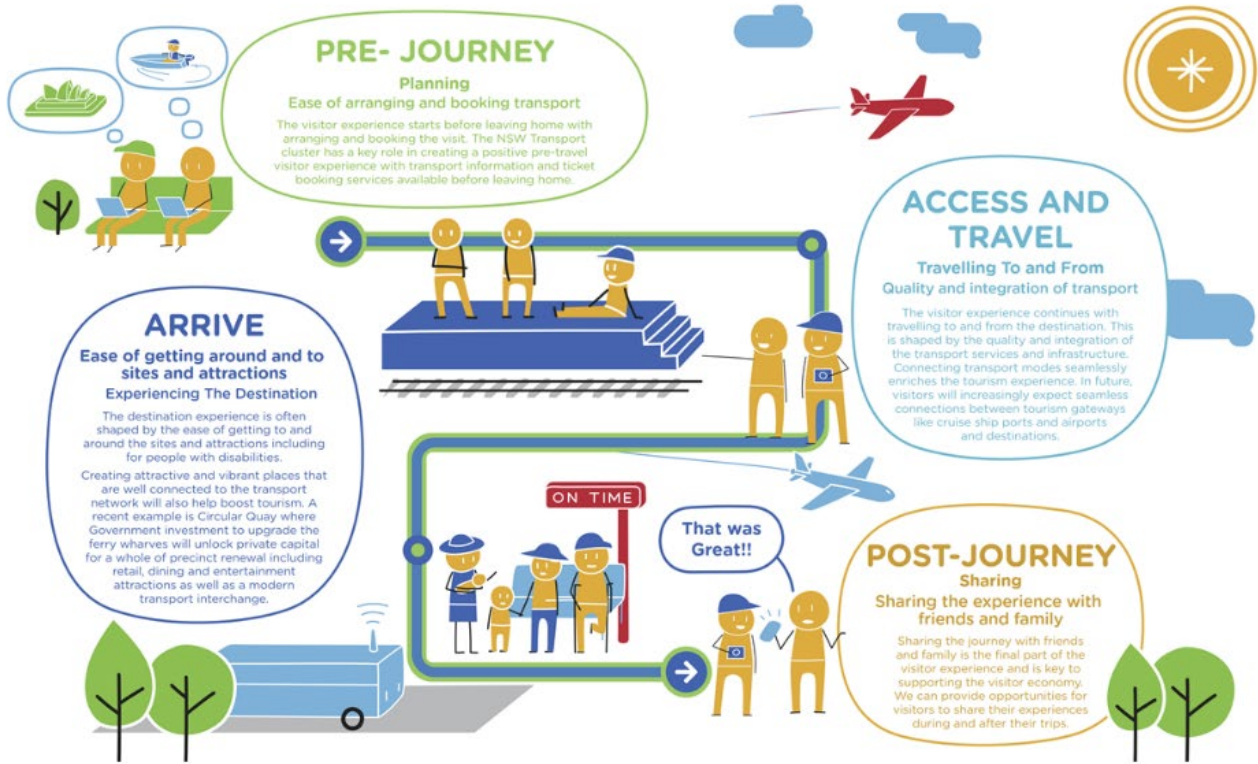 PRE- JOURNEY
Planning
Ease of arranging and booking transport
The visitor experience starts before leaving home with
arranging and booking the visit. The NSW Transport
cluster has a key role in creating a positive pre-travel
visitor experience with transport information and ticket
booking services available before leaving home.
ACCESS AND
TRAVEL
Travelling To and From
Quality and integration of transport
The visitor experience continues with
travelling to and from the destination. This
is shaped by the quality and integration of
the transport services and infrastructure.
Connecting transport modes seamlessly
enriches the tourism experience. In future,
visitors will increasingly expect seamless
connections between tourism gateways
like cruise ship ports and airports
and destinations.
ARRIVE
Ease of getting around and to
sites and attractions
Experiencing The Destination
The destination experience is often
shaped by the ease of getting to and
around the sites and attractions including
for people with disabilities.
Creating attractive and vibrant places that
are well connected to the transport
network will also help boost tourism. A
recent example is Circular Quay where
Government investment to upgrade the
ferry wharves will unlock private capital
for a whole of precinct renewal including
retail, dining and entertainment
attractions as well as a modern
transport interchange.
ON TIME
That was
Great!!
POST-JOURNEY
Sharing
Sharing the experience with
friends and family
Sharing the journey with friends
and family is the final part of the
visitor experience and is key to
supporting the visitor economy.
We can provide opportunities for
visitors to share their experiences
during and after their trips.